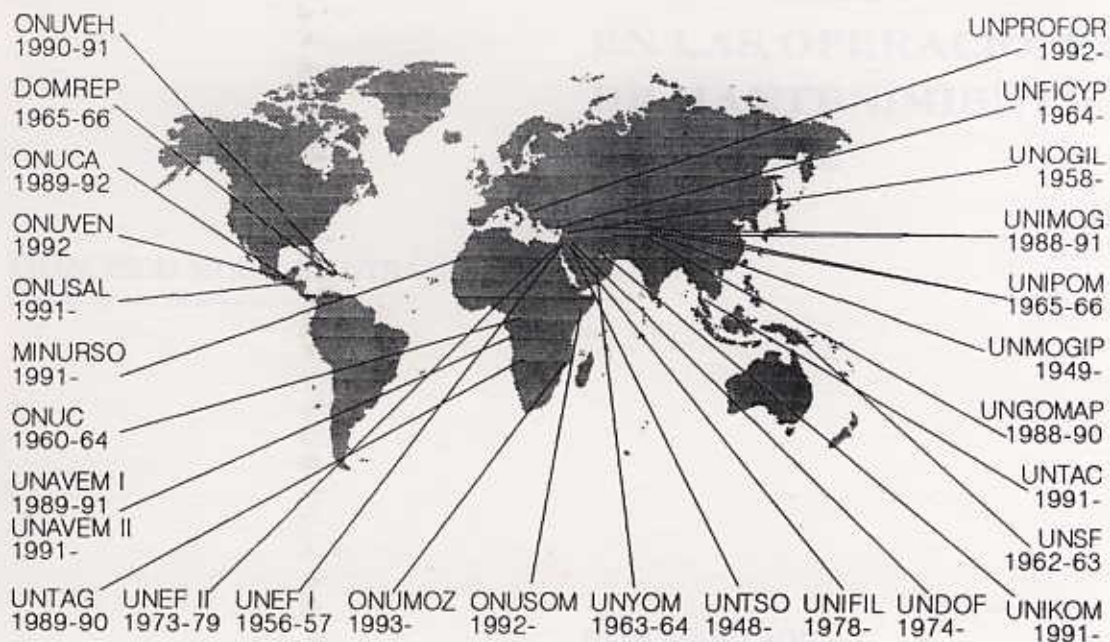 ONUVEH
1990-91
DOMREP
1965-66
ONUCA
1989-92
ONUVEN
1992
ONUSAL
1991-
MINURSO
1991-
ONUC
1960-64
UNAVEM I
1989-91
UNAVEM II
1991-
UNTAG
1989-90
UNEF II
1973-79
UNEF I
1956-57
ONUMOZ
1993-
ONUSOM
1992-
UNYOM
1963-64
UNTSO
1948-
UNIFIL
1978-
UNDOF
1974-
UNIKOM
1991-
UNPROFOR
1992-
UNFICYP
1964-
UNOGIL
1958-
UNIMOG
1988-91
UNIPOM
1965-66
UNMOGIP
1949-
UNGOMAP
1988-90
UNTAC
1991-
UNSF
1962-63